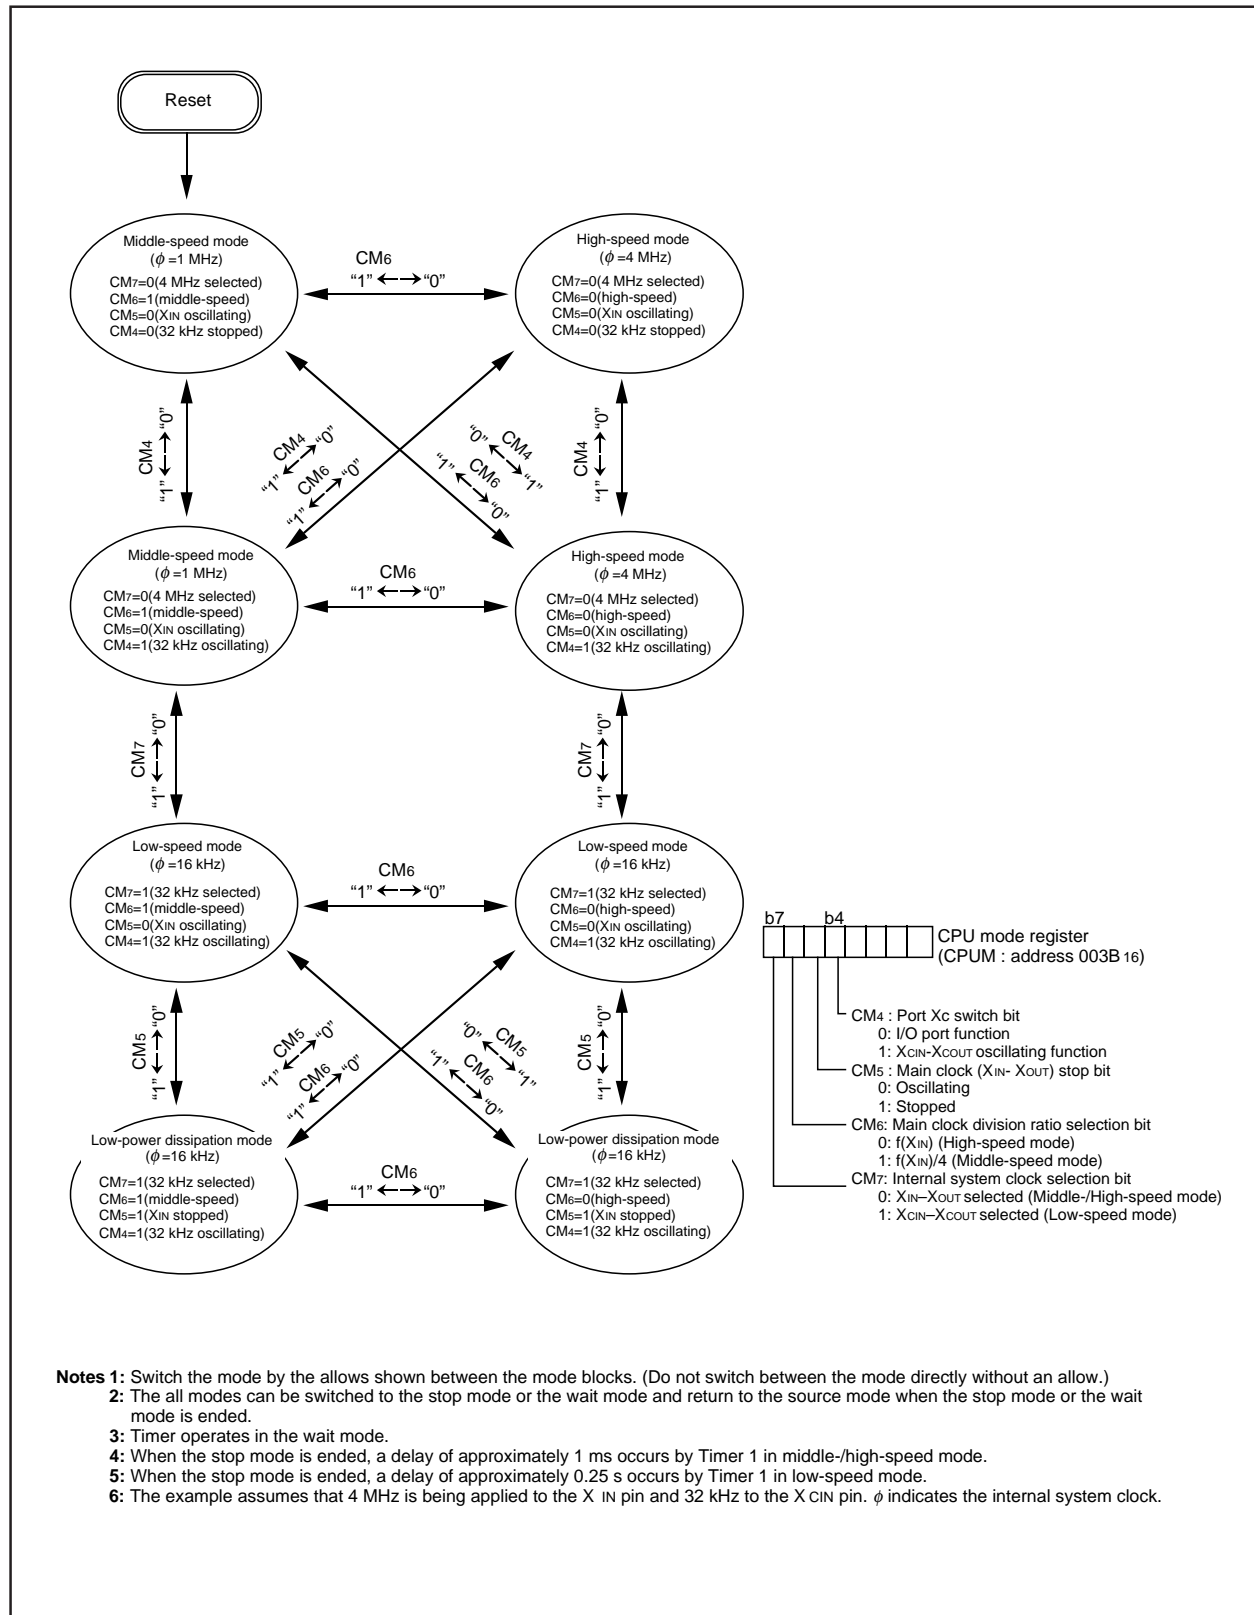 Reset
Middle-speed mode
(ϕ =1 MHz)
CM7=0(4 MHz selected)
CM6=1(middle-speed)
CM5=0(XIN oscillating)
CM4=0(32 kHz stopped)
CM6
“1” ←→ “0”
High-speed mode
(ϕ =4 MHz)
CM7=0(4 MHz selected)
CM6=0(high-speed)
CM5=0(XIN oscillating)
CM4=0(32 kHz stopped)
CM4
“1” ←→ “0”
CM4
“1” ←→ “0”
CM6
“1” ←→ “0”
CM4
“0” ←→ “1”
CM6
“1” ←→ “0”
CM4
“1” ←→ “0”
Middle-speed mode
(ϕ =1 MHz)
CM7=0(4 MHz selected)
CM6=1(middle-speed)
CM5=0(XIN oscillating)
CM4=1(32 kHz oscillating)
CM6
“1” ←→ “0”
High-speed mode
(ϕ =4 MHz)
CM7=0(4 MHz selected)
CM6=0(high-speed)
CM5=0(XIN oscillating)
CM4=1(32 kHz oscillating)
CM7
“1” ←→ “0”
CM7
“1” ←→ “0”
Low-speed mode
(ϕ =16 kHz)
CM7=1(32 kHz selected)
CM6=1(middle-speed)
CM5=0(XIN oscillating)
CM4=1(32 kHz oscillating)
CM6
“1” ←→ “0”
Low-speed mode
(ϕ =16 kHz)
CM7=1(32 kHz selected)
CM6=0(high-speed)
CM5=0(XIN oscillating)
CM4=1(32 kHz oscillating)
CM5
“1” ←→ “0”
CM5
“1” ←→ “0”
CM6
“1” ←→ “0”
CM5
“0” ←→ “1”
CM6
“1” ←→ “0”
CM5
“1” ←→ “0”
Low-power dissipation mode
(ϕ =16 kHz)
CM7=1(32 kHz selected)
CM6=1(middle-speed)
CM5=1(XIN stopped)
CM4=1(32 kHz oscillating)
CM6
“1” ←→ “0”
Low-power dissipation mode
(ϕ =16 kHz)
CM7=1(32 kHz selected)
CM6=0(high-speed)
CM5=1(XIN stopped)
CM4=1(32 kHz oscillating)
b7 b4
CPU mode register
(CPUM : address 003B 16)
CM4 : Port Xc switch bit
0: I/O port function
1: XCIN-XCOUT oscillating function
CM5 : Main clock (XIN- XOUT) stop bit
0: Oscillating
1: Stopped
CM6: Main clock division ratio selection bit
0: f(XIN) (High-speed mode)
1: f(XIN)/4 (Middle-speed mode)
CM7: Internal system clock selection bit
0: XIN–XOUT selected (Middle-/High-speed mode)
1: XCIN–XCOUT selected (Low-speed mode)
Notes 1: Switch the mode by the allows shown between the mode blocks. (Do not switch between the mode directly without an allow.)
2: The all modes can be switched to the stop mode or the wait mode and return to the source mode when the stop mode or the wait
mode is ended.
3: Timer operates in the wait mode.
4: When the stop mode is ended, a delay of approximately 1 ms occurs by Timer 1 in middle-/high-speed mode.
5: When the stop mode is ended, a delay of approximately 0.25 s occurs by Timer 1 in low-speed mode.
6: The example assumes that 4 MHz is being applied to the X IN pin and 32 kHz to the X CIN pin. ϕ indicates the internal system clock.